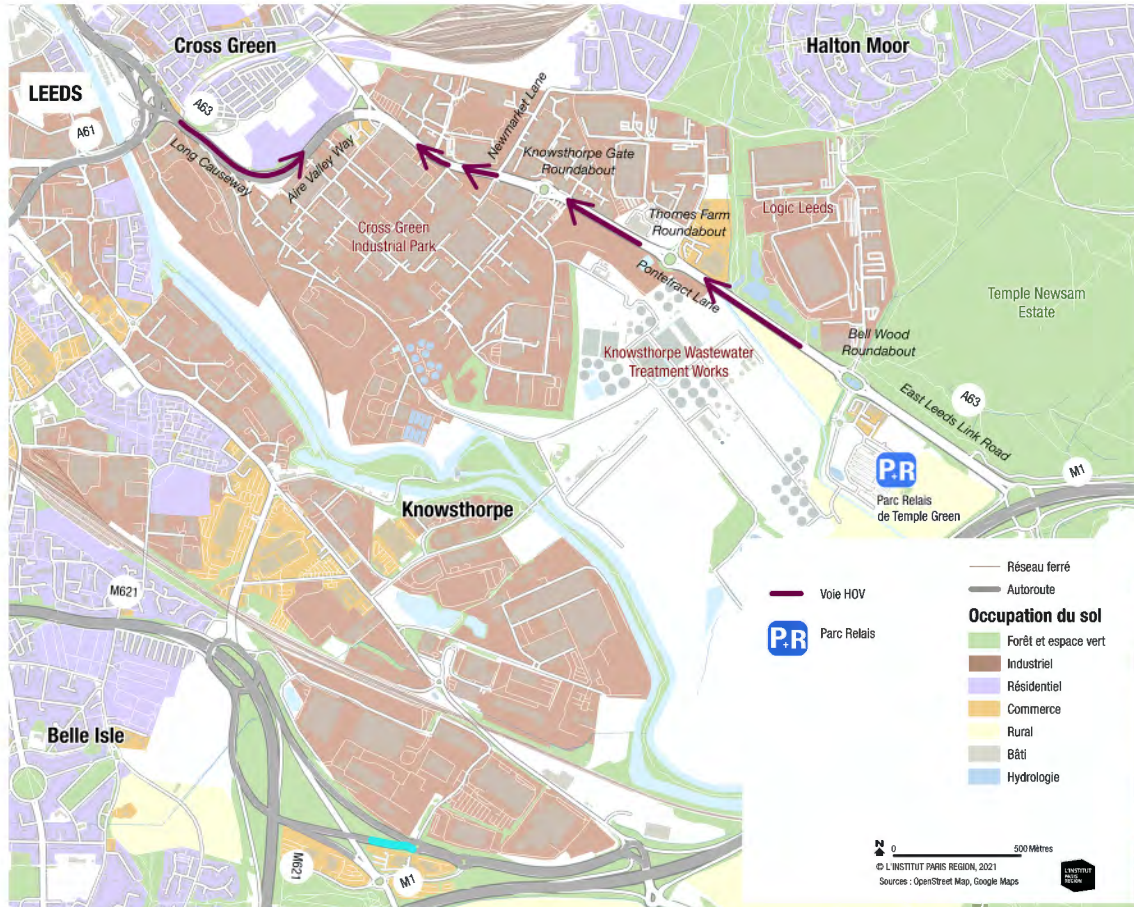 Cross Green
Halton Moor
LEEDS
A63
A61
Long Causeway
Aire Valley Way
Newmarket Lane
Knowsthorpe Gate
Roundabout
Cross Green
Industrial Park
Thornes Farm
Roundabout
Logic Leeds
Pontefract Lane
Temple Newsam
Estate
Bell Wood
Roundabout
Knowsthorpe Wastewater
Treatment Works
East Leeds Link Road
A63
M1
P+R
Parc Relais
de Temple Green
Knowsthorpe
M621
Belle Isle
M621
M1
Voie HOV
P+R
Parc Relais
Réseau ferré
Autoroute
Occupation du sol
Forêt et espace vert
Industriel
Résidentiel
Commerce
Rural
Bâti
Hydrologie
N
0 500 Mètres
© L'INSTITUT PARIS REGION, 2021
Sources : OpenStreet Map, Google Maps
L'INSTITUT
PARIS
REGION